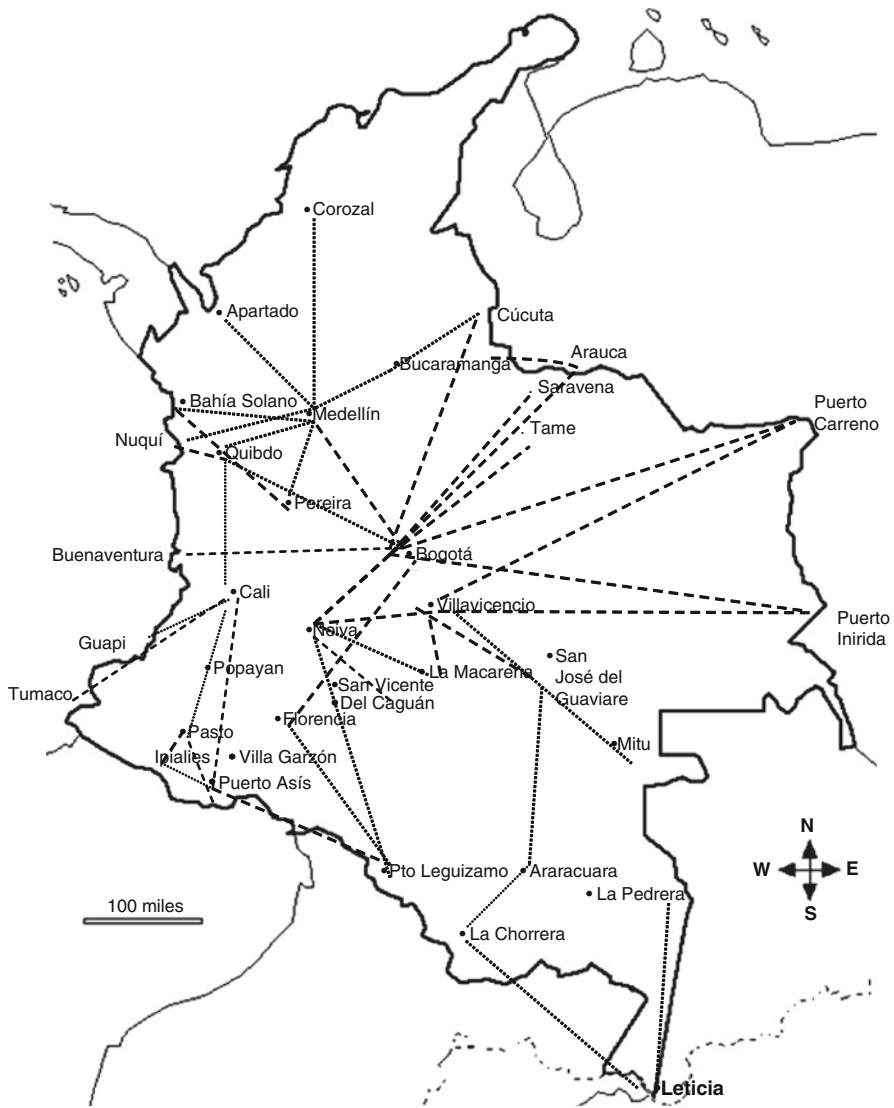 Corozal
Apartado
Cúcuta
Bucaramanga
Arauca
Saravena
Bahía Solano
Medellín
Puerto
Carreno
Tame
Nuquí
Quibdo
Pereira
Buenaventura
Bogotá
Cali
Villavicencio
Guapi
Noiva
Puerto
Inirida
Popayan
La Macarena
San
José del
Guaviare
Tumaco
San Vicente
Del Caguán
Florencia
Pasto
Mitu
Ipialies
Villa Garzón
Puerto Asís
N
W
E
S
Pto Leguizamo
Araracuara
La Pedrera
100 miles
La Chorrera
Leticia